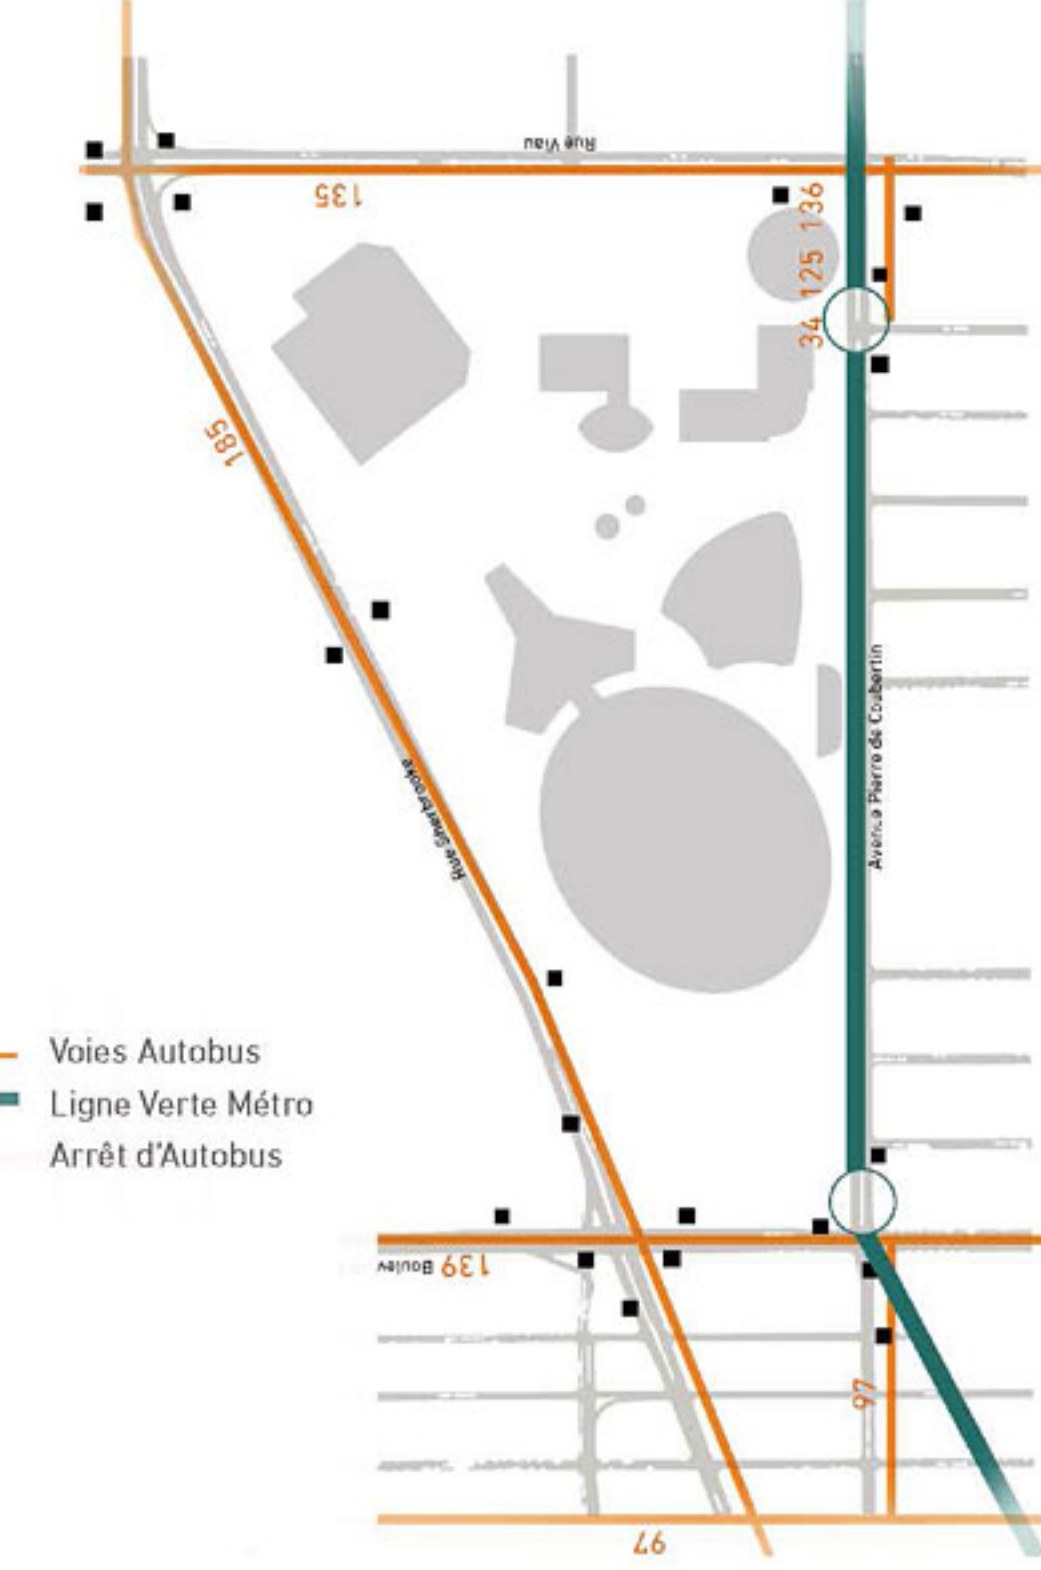 Rue Viau
135
136
125
34
185
Avenue Pierre de Coubertin
Rue Sherbrooke
Voies Autobus
Ligne Verte Métro
Arrêt d'Autobus
Boulev
139
97
97